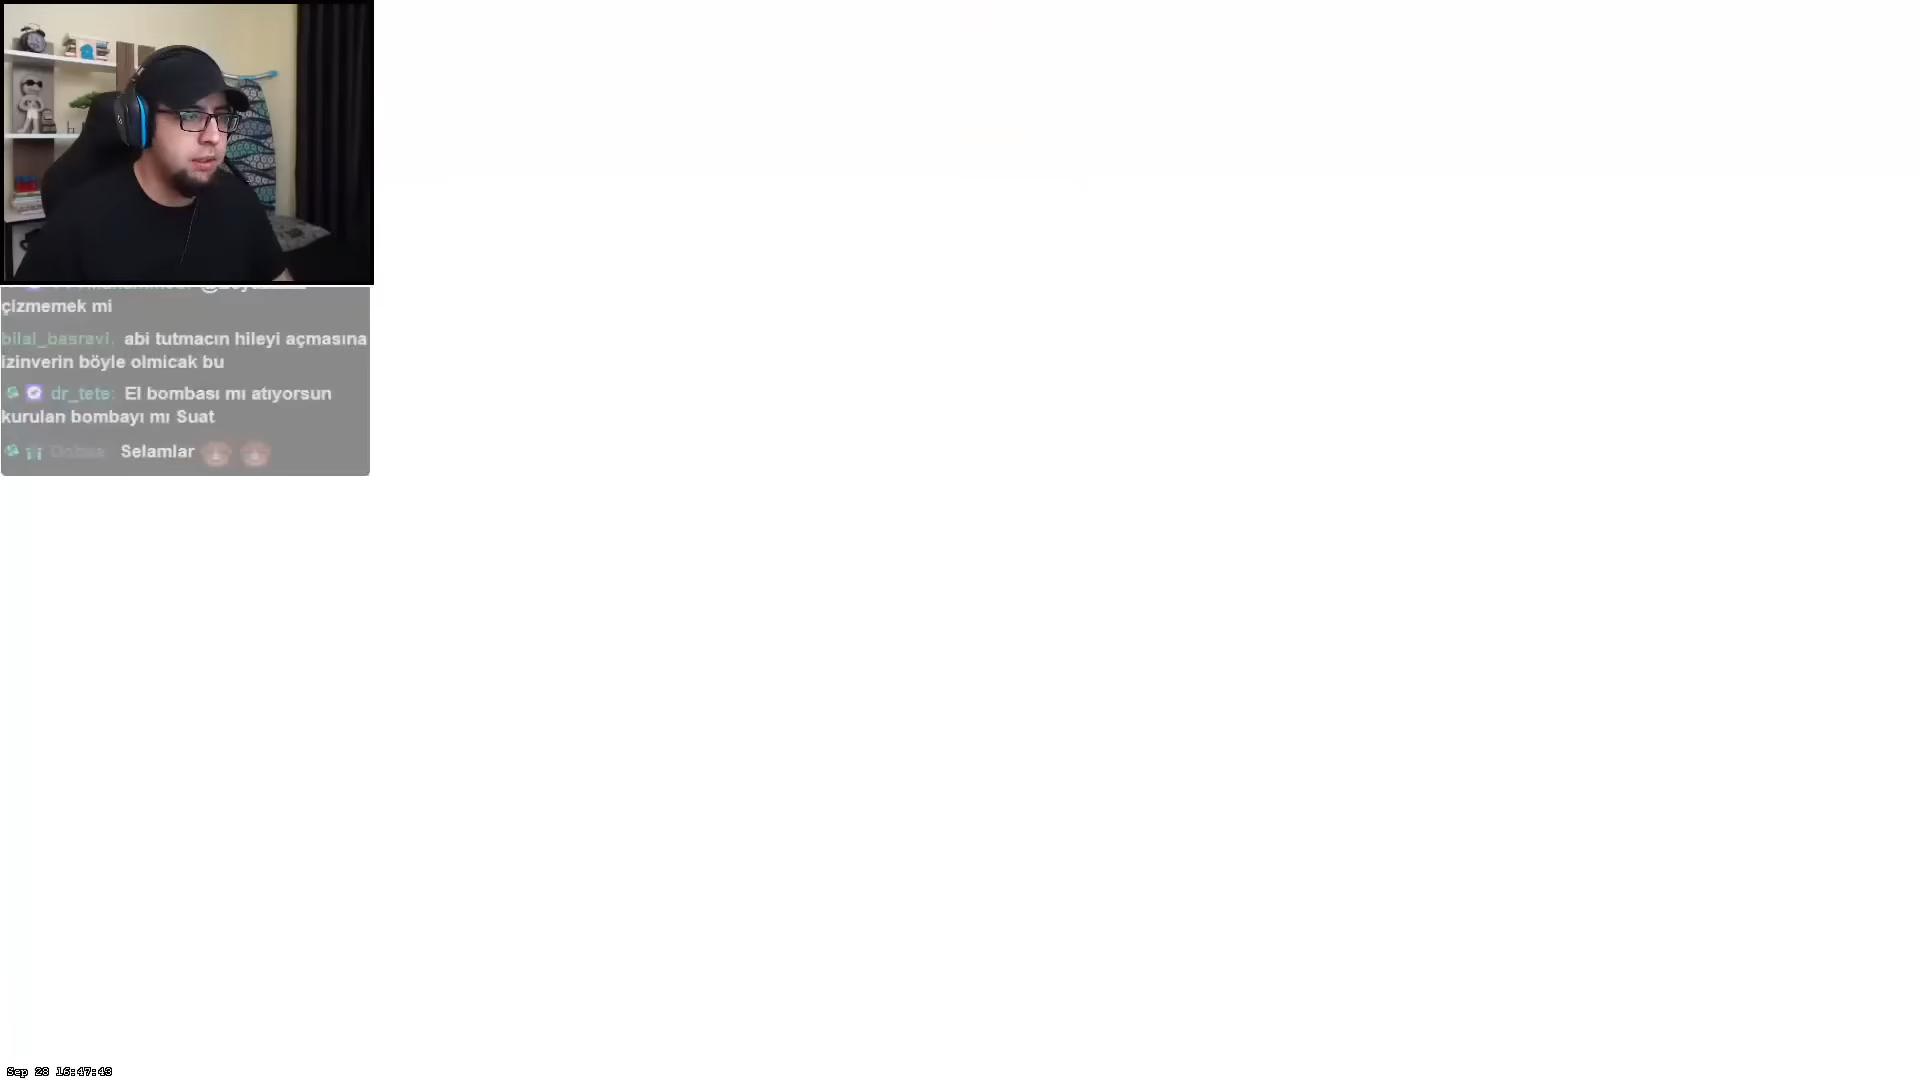 çizmemek mi
bilal_basravi: abi tutmacın hileyi açmasına
izinverin böyle olmicak bu
dr_tete: El bombası mı atıyorsun
kurulan bombayı mı Suat
Selamlar
Sep 28 16:47:43